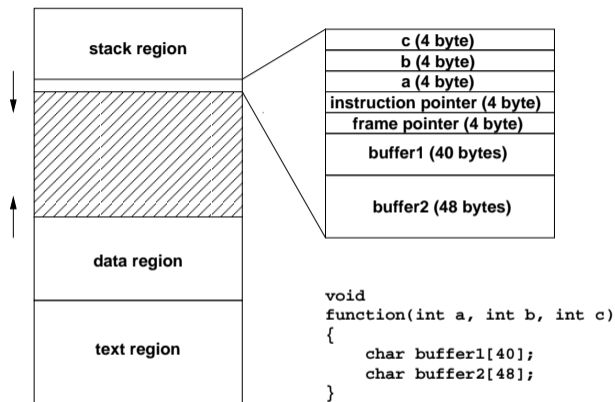 stack region
data region
text region
c (4 byte)
b (4 byte)
a (4 byte)
instruction pointer (4 byte)
frame pointer (4 byte)
buffer1 (40 bytes)
buffer2 (48 bytes)
void
function(int a, int b, int c)
{
    char buffer1[40];
    char buffer2[48];
}